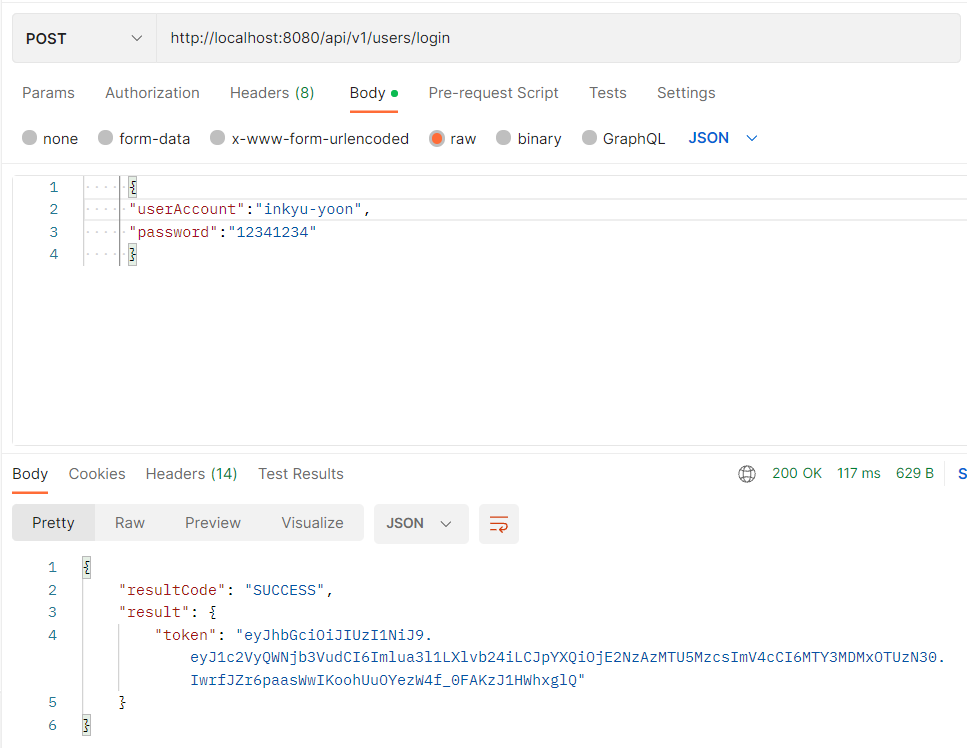 POST http://localhost:8080/api/v1/users/login
Params Authorization Headers (8) Body Pre-request Script Tests Settings
none form-data x-www-form-urlencoded raw binary GraphQL JSON
1 {
2 "userAccount":"inkyu-yoon",
3 "password":"12341234"
4 }
Body Cookies Headers (14) Test Results 200 OK 117 ms 629 B S
Pretty Raw Preview Visualize JSON
1 {
2 "resultCode": "SUCCESS",
3 "result": {
4 "token": "eyJhbGciOiJIUzI1NiJ9.
eyJ1c2VyQWNjb3VudCI6Imlua3l1LXlvb24iLCJpYXQiOjE2NzAzMTU5MzcsImV4cCI6MTY3MDMxOTUzN30.
IwrfJZr6paasWwIKoohUuOYezW4f_0FAKzJ1HWhxglQ"
5 }
6 }